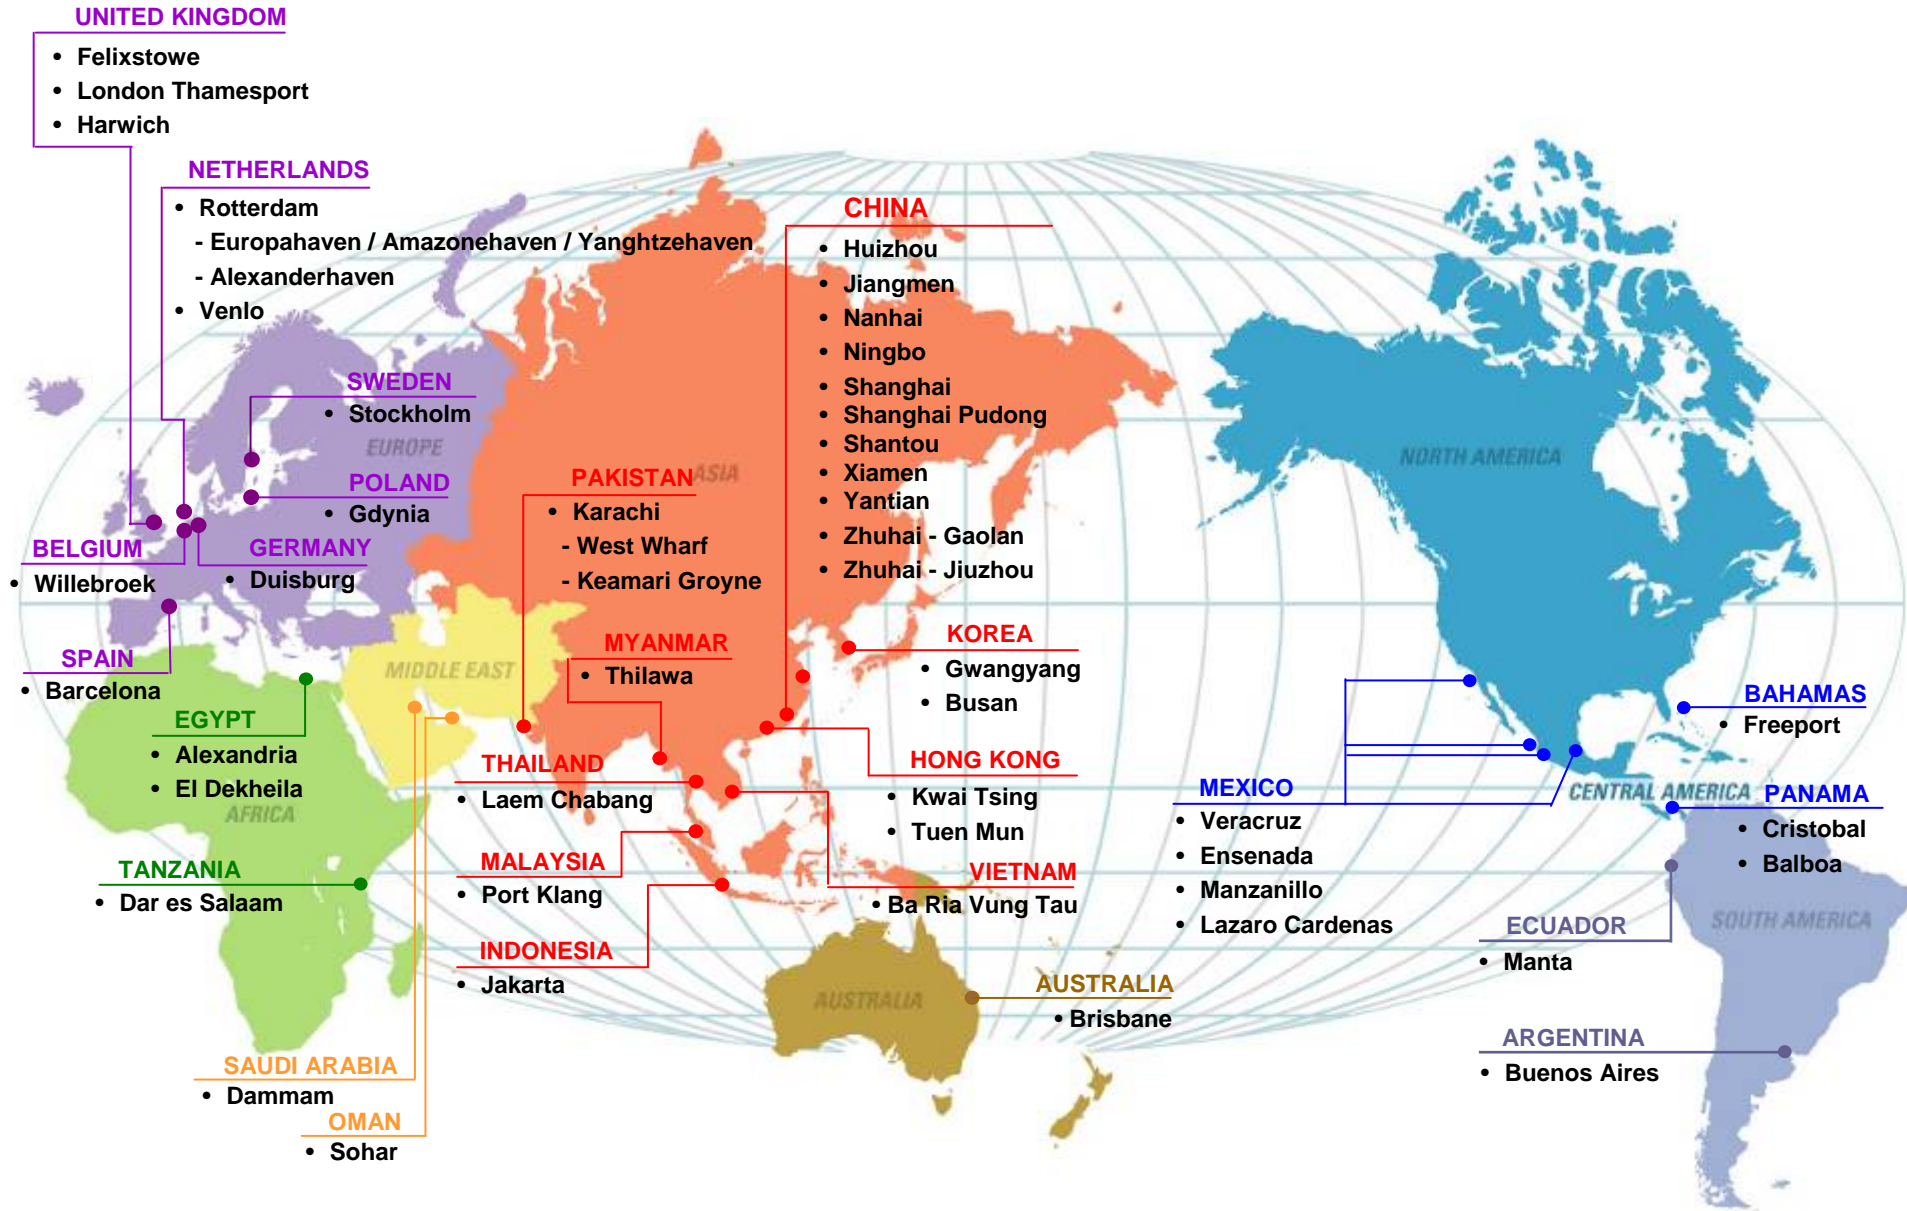 UNITED KINGDOM
• Felixstowe
• London Thamesport
• Harwich
NETHERLANDS
• Rotterdam
- Europahaven / Amazonehaven / Yanghtzehaven
- Alexanderhaven
• Venlo
SWEDEN
• Stockholm
EUROPE
POLAND
• Gdynia
BELGIUM
• Willebroek
GERMANY
• Duisburg
SPAIN
• Barcelona
EGYPT
• Alexandria
• El Dekheila
AFRICA
TANZANIA
• Dar es Salaam
MIDDLE EAST
SAUDI ARABIA
• Dammam
OMAN
• Sohar
CHINA
• Huizhou
• Jiangmen
• Nanhai
• Ningbo
• Shanghai
• Shanghai Pudong
• Shantou
• Xiamen
• Yantian
• Zhuhai - Gaolan
• Zhuhai - Jiuzhou
ASIA
PAKISTAN
• Karachi
- West Wharf
- Keamari Groyne
MYANMAR
• Thilawa
KOREA
• Gwangyang
• Busan
THAILAND
• Laem Chabang
HONG KONG
• Kwai Tsing
• Tuen Mun
MALAYSIA
• Port Klang
VIETNAM
• Ba Ria Vung Tau
INDONESIA
• Jakarta
AUSTRALIA
AUSTRALIA
• Brisbane
NORTH AMERICA
BAHAMAS
• Freeport
MEXICO
• Veracruz
• Ensenada
• Manzanillo
• Lazaro Cardenas
CENTRAL AMERICA
PANAMA
• Cristobal
• Balboa
SOUTH AMERICA
ECUADOR
• Manta
ARGENTINA
• Buenos Aires